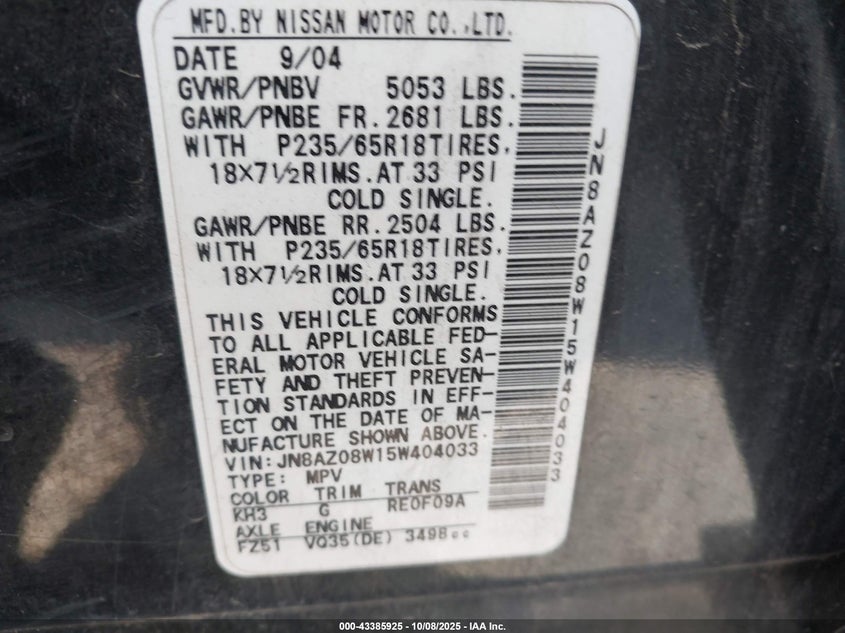 MFD.BY NISSAN MOTOR CO.,LTD.
DATE 9/04
GVWR/PNBV 5053 LBS.
GAWR/PNBE FR.2681 LBS.
WITH P235/65R18TIRES.
18×7½RIMS.AT 33 PSI
COLD SINGLE.
GAWR/PNBE RR.2504 LBS.
WITH P235/65R18TIRES.
18×7½RIMS.AT 33 PSI
COLD SINGLE.
THIS VEHICLE CONFORMS
TO ALL APPLICABLE FED-
ERAL MOTOR VEHICLE SA-
FETY AND THEFT PREVEN-
TION STANDARDS IN EFF-
ECT ON THE DATE OF MA-
NUFACTURE SHOWN ABOVE.
VIN:JN8AZ08W15W404033
TYPE: MPV
COLOR TRIM TRANS
KH3 G RE0F09A
AXLE ENGINE
FZ51 VQ35(DE) 3498cc
JN8AZ08W15W404033
000-43385925 - 10/08/2025 - IAA Inc.